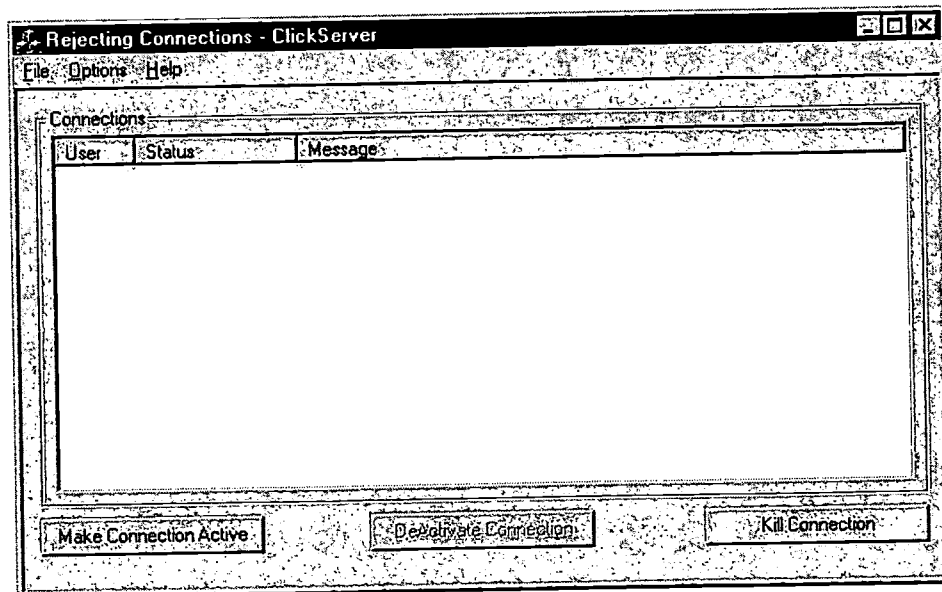 Rejecting Connections - ClickServer
File Options Help
Connections
User Status Message
Make Connection Active DeActivate Connection Kill Connection